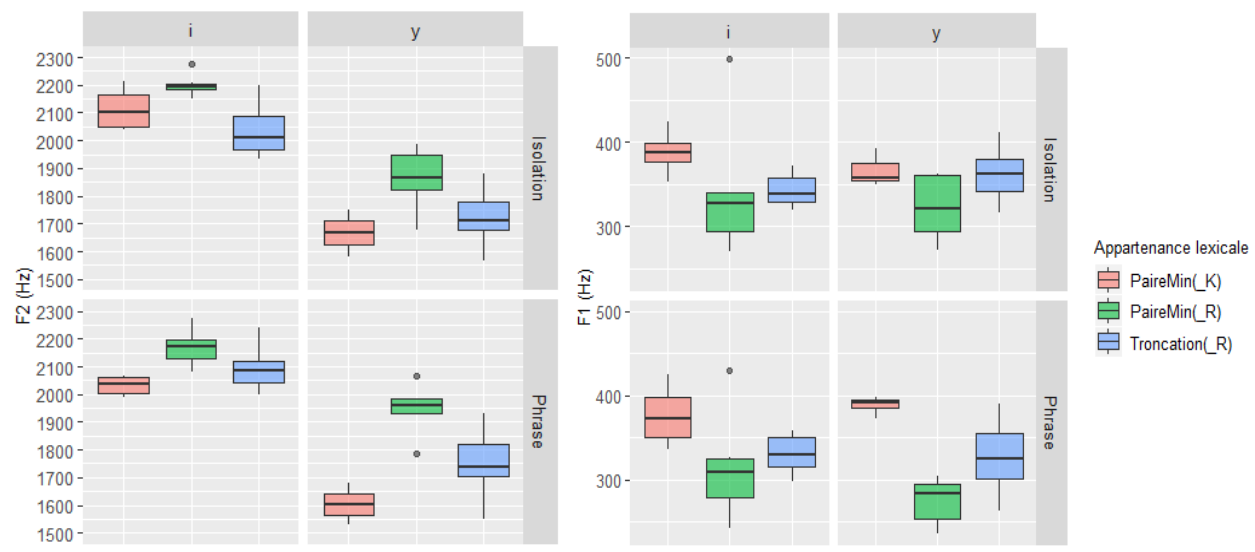 i y
2300
2200
2100
2000
1900
1800
1700
1600
1500
Isolation
2300
2200
2100
2000
1900
1800
1700
1600
1500
Phrase
F2 (Hz)
i y
500
400
300
Isolation
500
400
300
Phrase
F1 (Hz)
Appartenance lexicale
PaireMin(_K)
PaireMin(_R)
Troncation(_R)